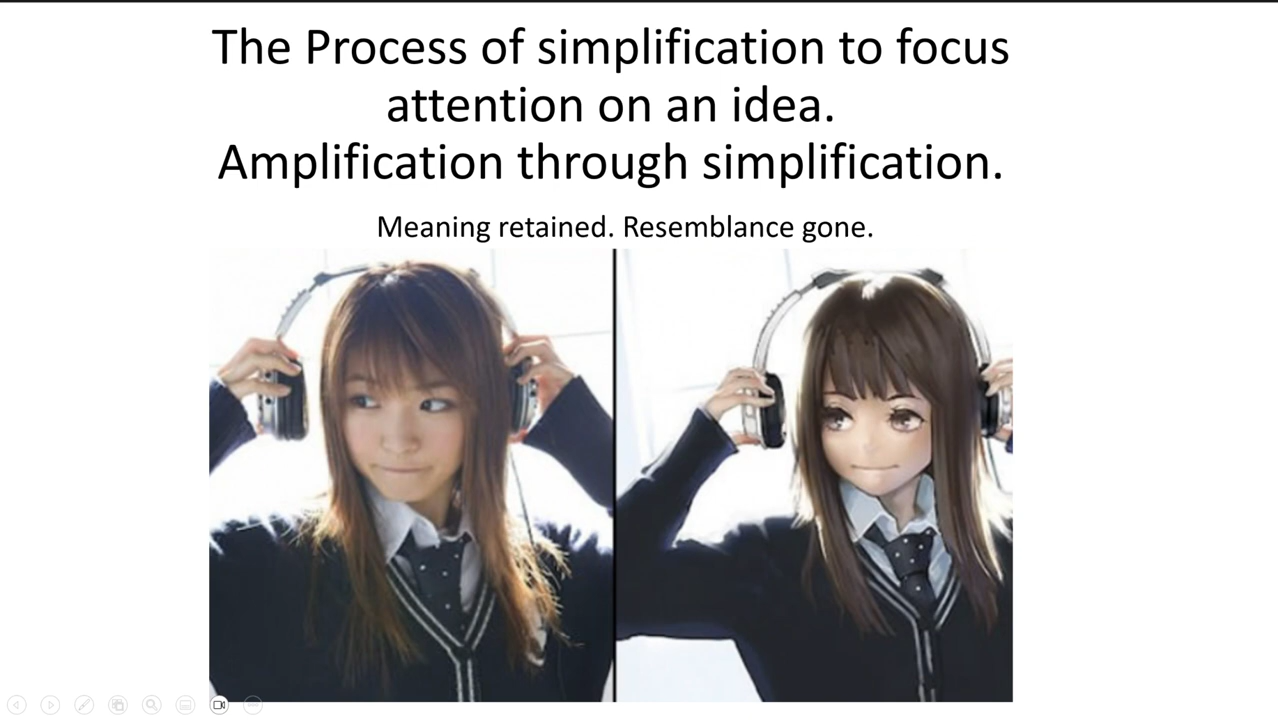 The Process of simplification to focus
attention on an idea.
Amplification through simplification.
Meaning retained. Resemblance gone.